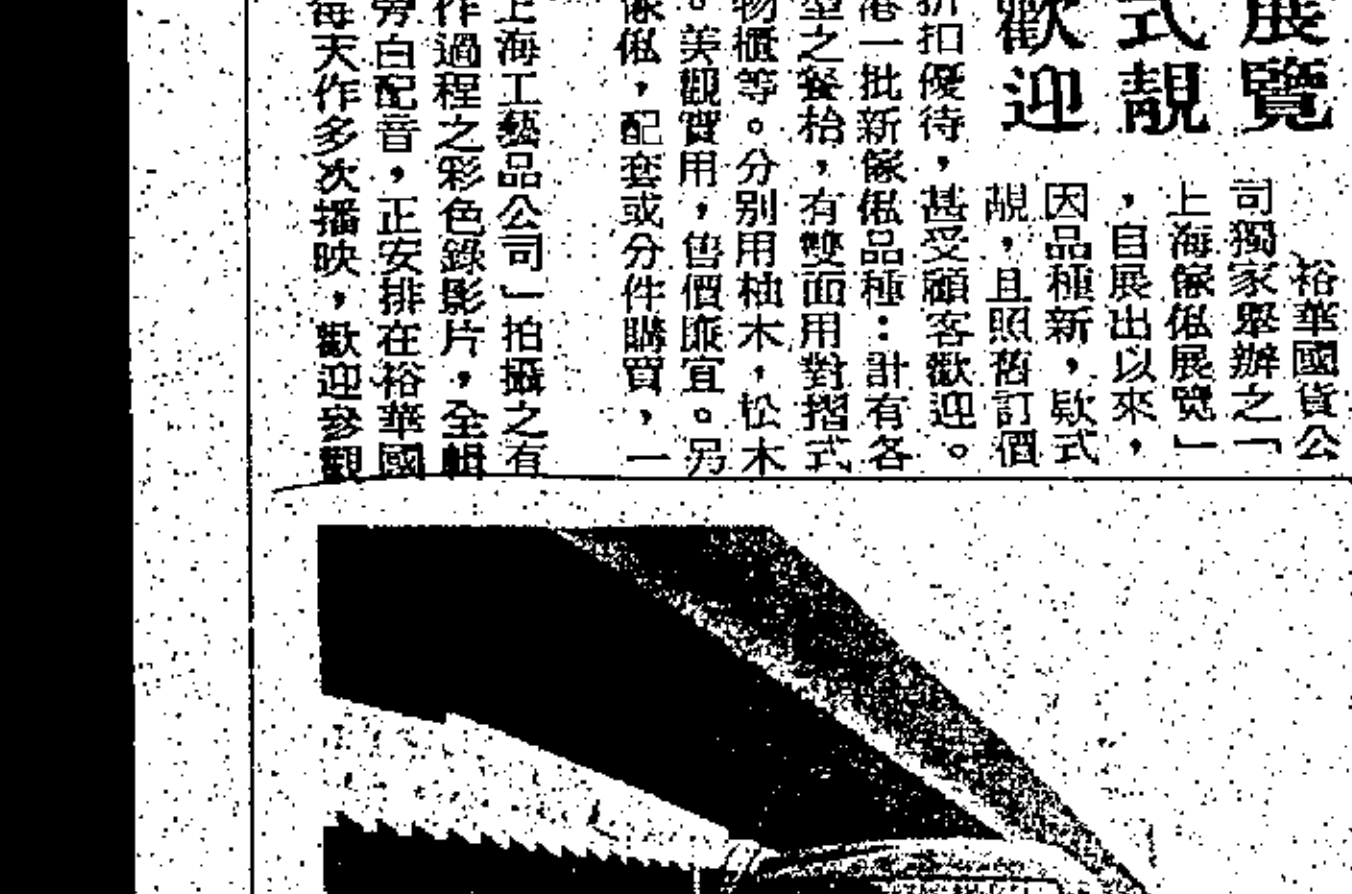 展覽
式靚
歡迎
裕華國貨公
司獨家舉辦之「
上海傢俬展覽」
，自展出以來，
因品種新，欵式
靚，且照舊訂價
折扣優待，甚受顧客歡迎。
港一批新傢俬品種：計有各
型之餐枱，有雙面用對摺式
物櫃等。分別用柚木，松木
。美觀實用，售價廉宜。另
傢俬，配套或分件購買，一
上海工藝品公司」拍攝之有
作過程之彩色錄影片，全輯
旁白配音，正安排在裕華國
每天作多次播映，歡迎參觀